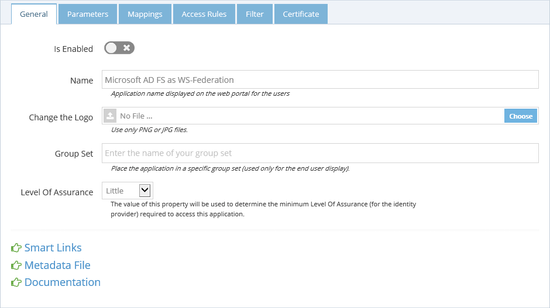 General Parameters Mappings Access Rules Filter Certificate
Is Enabled
Name Microsoft AD FS as WS-Federation
Application name displayed on the web portal for the users
Change the Logo No File ... Choose
Use only PNG or JPG files.
Group Set Enter the name of your group set
Place the application in a specific group set (used only for the end user display).
Level Of Assurance Little
The value of this property will be used to determine the minimum Level Of Assurance (for the identity
provider) required to access this application.
Smart Links
Metadata File
Documentation